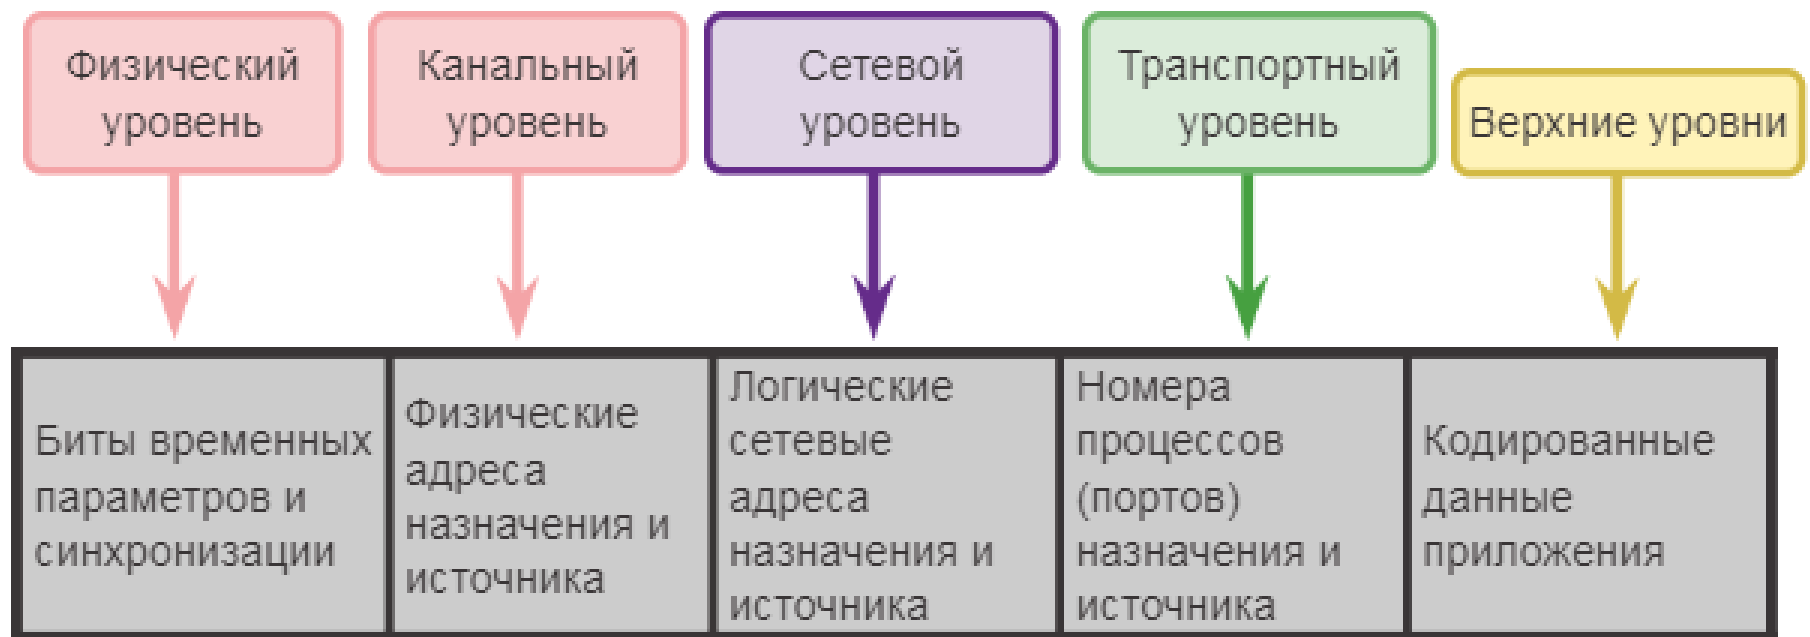 Физический
уровень
Канальный
уровень
Сетевой
уровень
Транспортный
уровень
Верхние уровни
Биты временных
параметров и
синхронизации
Физические
адреса
назначения и
источника
Логические
сетевые
адреса
назначения и
источника
Номера
процессов
(портов)
назначения и
источника
Кодированные
данные
приложения